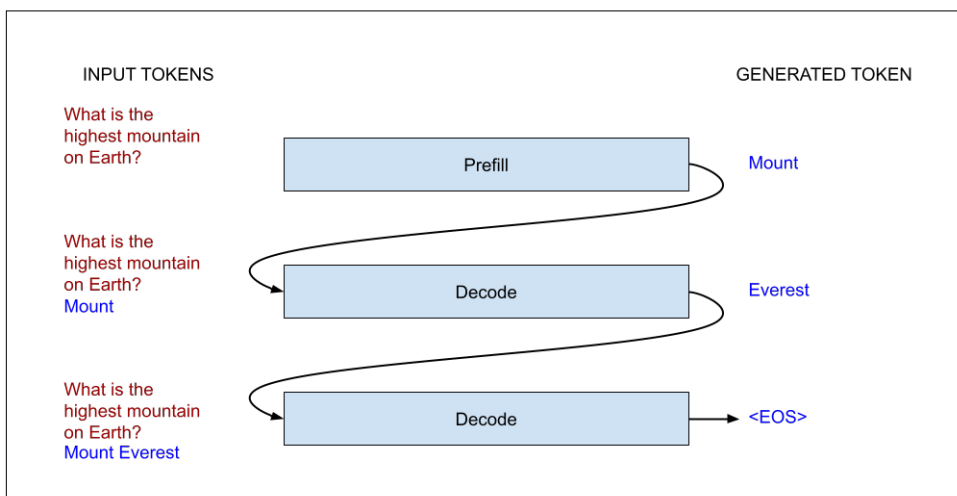 INPUT TOKENS
GENERATED TOKEN
What is the
highest mountain
on Earth?
Prefill
Mount
What is the
highest mountain
on Earth?
Mount
Decode
Everest
What is the
highest mountain
on Earth?
Mount Everest
Decode
<EOS>